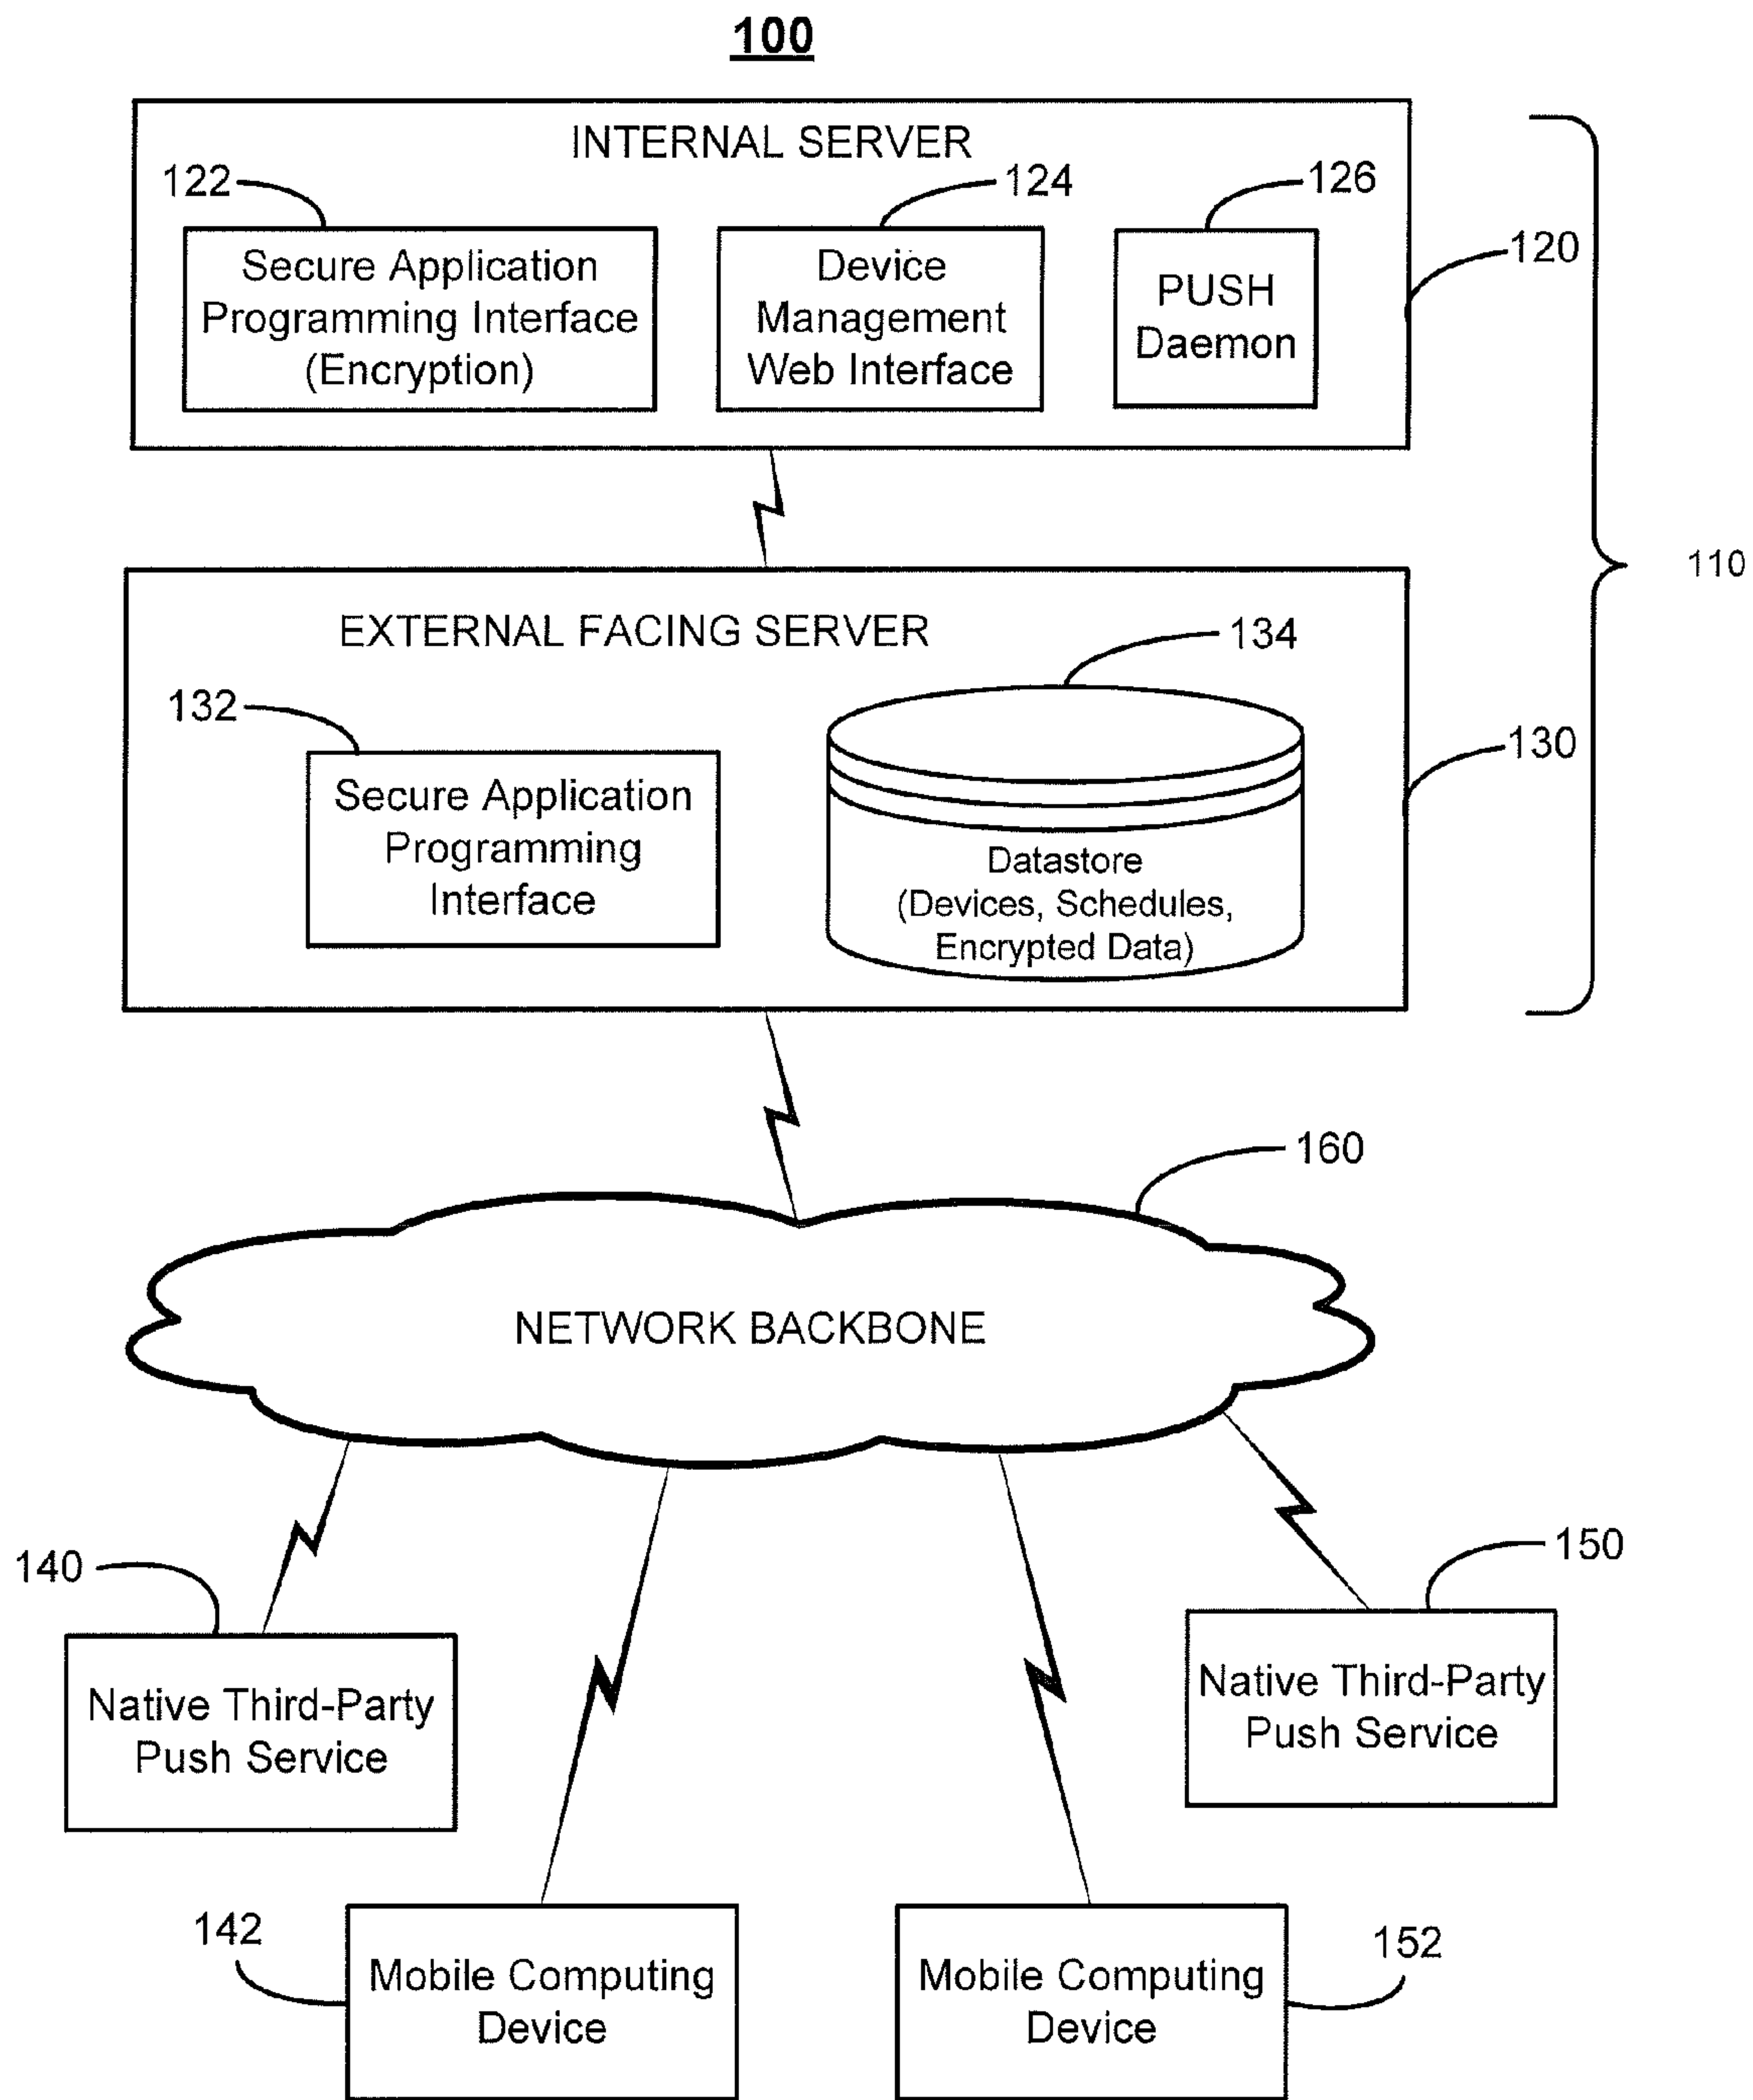 100
INTERNAL SERVER
122
124
126
Secure Application
Programming Interface
(Encryption)
Device
Management
Web Interface
PUSH
Daemon
120
110
EXTERNAL FACING SERVER
134
132
130
Secure Application
Programming
Interface
Datastore
(Devices, Schedules,
Encrypted Data)
160
NETWORK BACKBONE
140
150
Native Third-Party
Push Service
Native Third-Party
Push Service
142
152
Mobile Computing
Device
Mobile Computing
Device